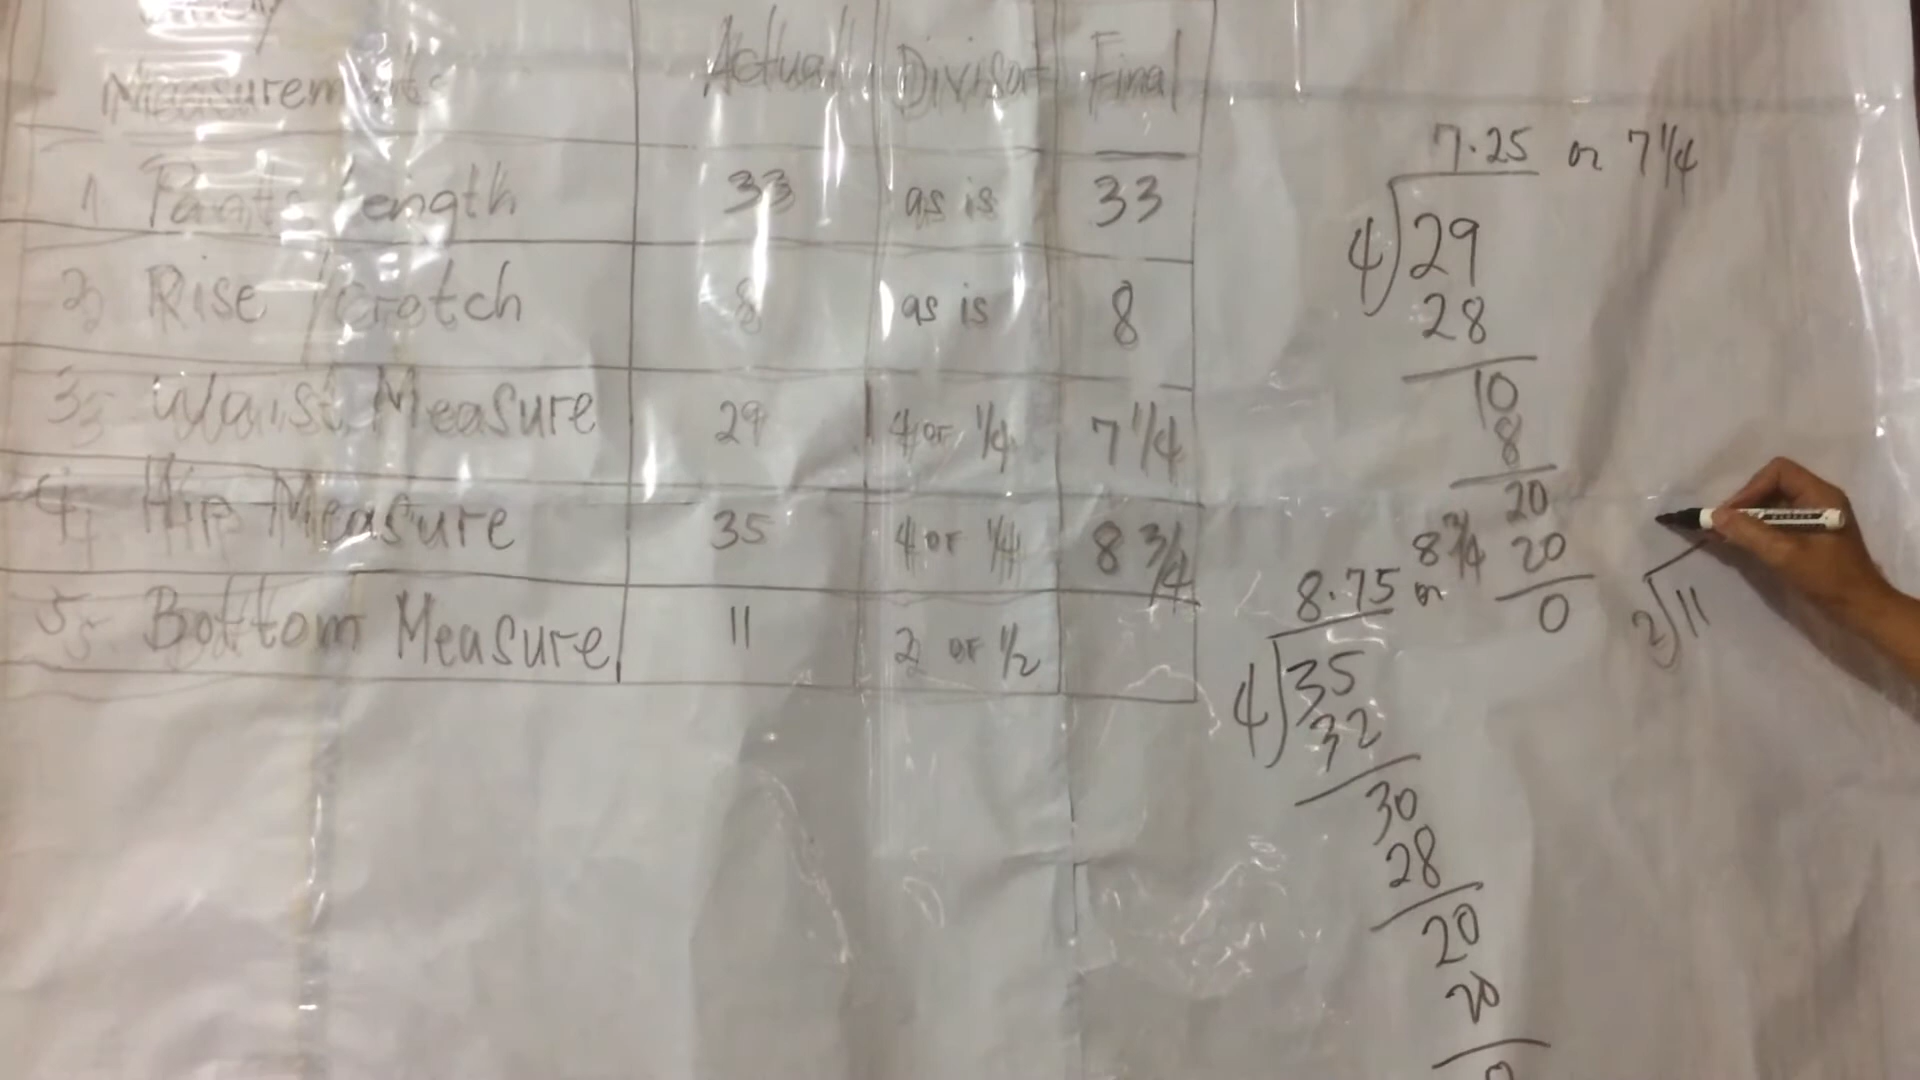 Measurements Actual Divisor Final
1 Pants Length 33 as is 33
2, Rise / crotch 8 as is 8
3, Waist Measure 29 4 or 1/4 7 1/4
4, Hip Measure 35 4 or 1/4 8 3/4
5, Bottom Measure 11 2 or 1/2
7.25 or 7 1/4
4 29
28
10
8
20
20
0
8.75 or 8 3/4
4 35
32
30
28
20
20
0
2 11